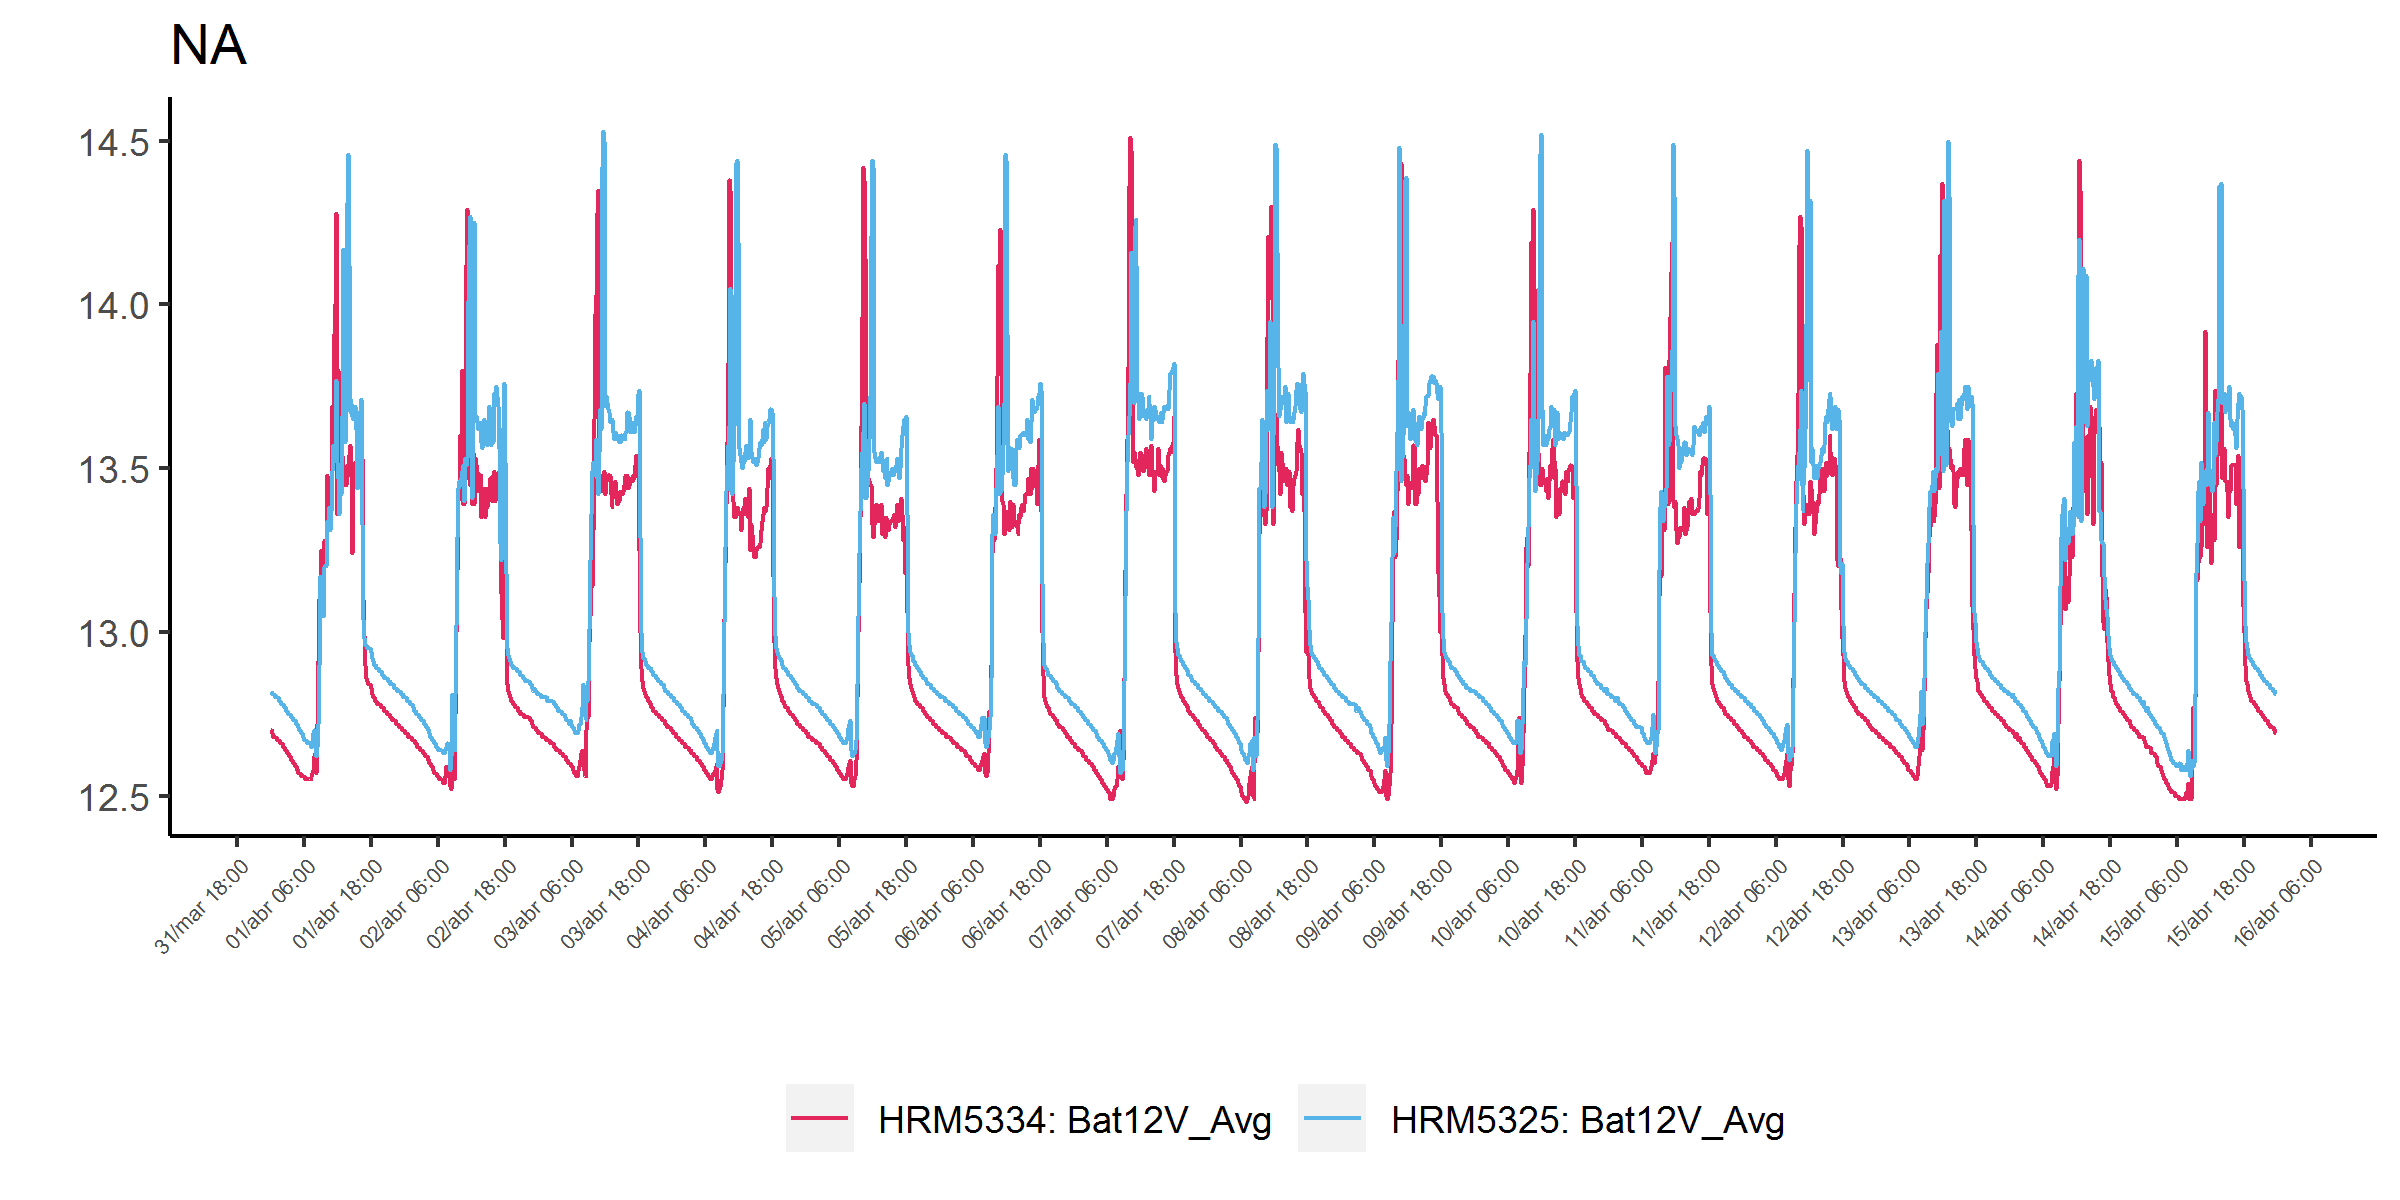 NA
14.5
14.0
13.5
13.0
12.5
31/mar 18:00
01/abr 06:00
01/abr 18:00
02/abr 06:00
02/abr 18:00
03/abr 06:00
03/abr 18:00
04/abr 06:00
04/abr 18:00
05/abr 06:00
05/abr 18:00
06/abr 06:00
06/abr 18:00
07/abr 06:00
07/abr 18:00
08/abr 06:00
08/abr 18:00
09/abr 06:00
09/abr 18:00
10/abr 06:00
10/abr 18:00
11/abr 06:00
11/abr 18:00
12/abr 06:00
12/abr 18:00
13/abr 06:00
13/abr 18:00
14/abr 06:00
14/abr 18:00
15/abr 06:00
15/abr 18:00
16/abr 06:00
HRM5334: Bat12V_Avg
HRM5325: Bat12V_Avg